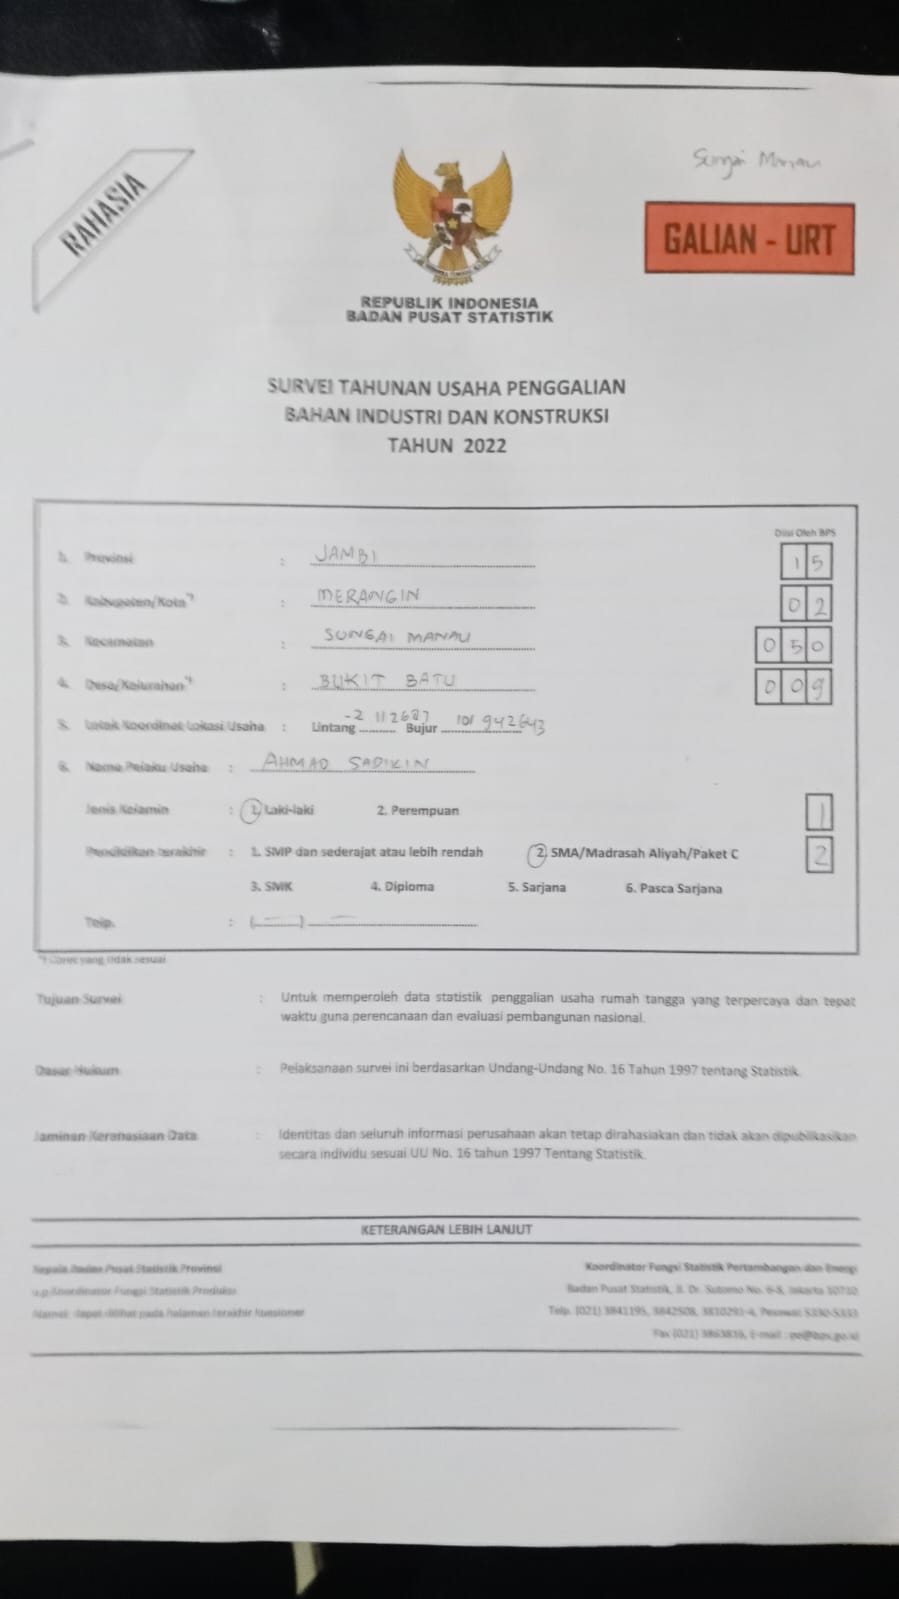 Sungai Manau
RAHASIA
GALIAN - URT
REPUBLIK INDONESIA
BADAN PUSAT STATISTIK
SURVEI TAHUNAN USAHA PENGGALIAN
BAHAN INDUSTRI DAN KONSTRUKSI
TAHUN 2022
Diisi Oleh BPS
1. Provinsi : JAMBI 15
2. Kabupaten/Kota*) : MERANGIN 02
3. Kecamatan : SUNGAI MANAU 050
4. Desa/Kelurahan*) : BUKIT BATU 009
5. Letak Koordinat Lokasi Usaha : Lintang -2 112687 Bujur 101 942643
6. Nama Pelaku Usaha : AHMAD SADIKIN
Jenis Kelamin : 1. Laki-laki 2. Perempuan 1
Pendidikan terakhir : 1. SMP dan sederajat atau lebih rendah 2. SMA/Madrasah Aliyah/Paket C 2
3. SMK 4. Diploma 5. Sarjana 6. Pasca Sarjana
Telp. : (..........) ..........
*) Coret yang tidak sesuai
Tujuan Survei : Untuk memperoleh data statistik penggalian usaha rumah tangga yang terpercaya dan tepat
waktu guna perencanaan dan evaluasi pembangunan nasional.
Dasar Hukum : Pelaksanaan survei ini berdasarkan Undang-Undang No. 16 Tahun 1997 tentang Statistik.
Jaminan Kerahasiaan Data : Identitas dan seluruh informasi perusahaan akan tetap dirahasiakan dan tidak akan dipublikasikan
secara individu sesuai UU No. 16 tahun 1997 Tentang Statistik.
KETERANGAN LEBIH LANJUT
Kepala Badan Pusat Statistik Provinsi
u.p Koordinator Fungsi Statistik Produksi
Alamat: dapat dilihat pada halaman terakhir kuesioner
Koordinator Fungsi Statistik Pertambangan dan Energi
Badan Pusat Statistik, Jl. Dr. Sutomo No. 6-8, Jakarta 10710
Telp. (021) 3841195, 3842508, 3810291-4, Pesawat 5330-5333
Fax (021) 3863816, E-mail : pe@bps.go.id